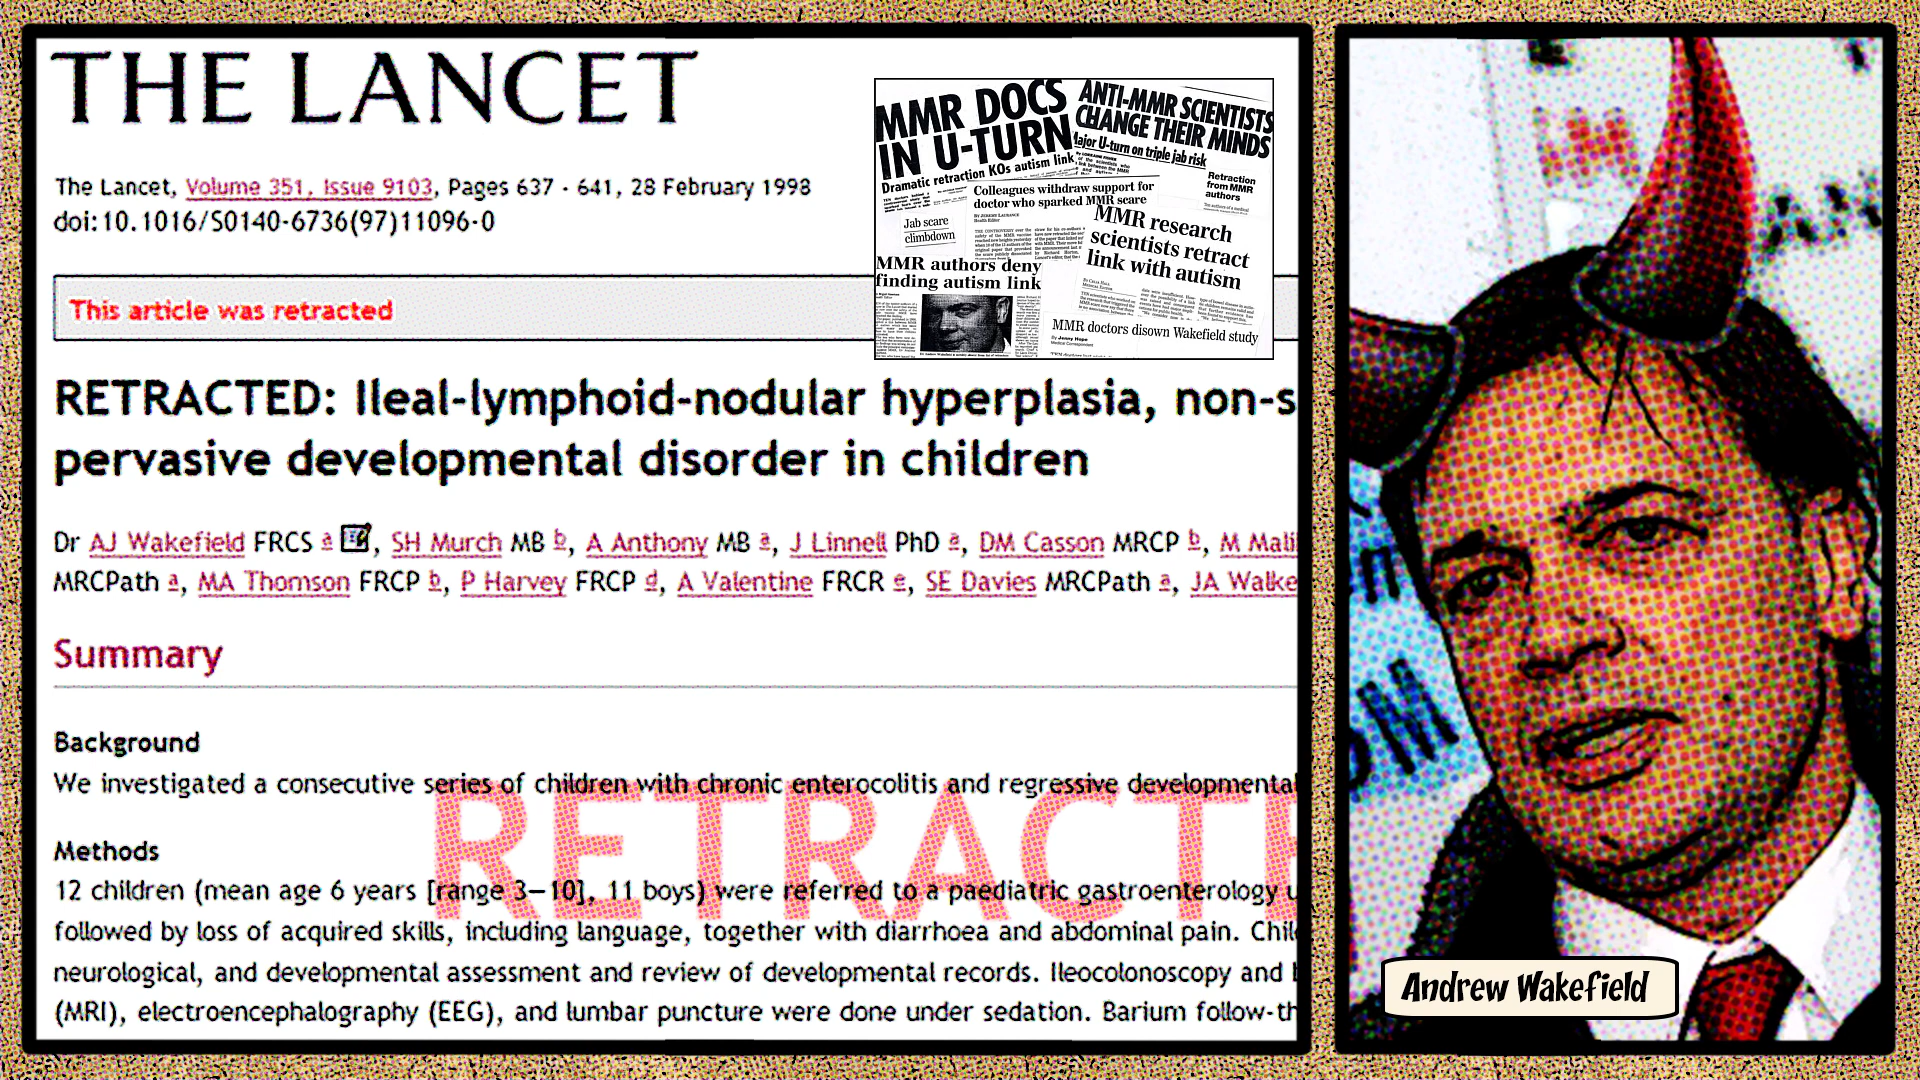 THE LANCET
The Lancet, Volume 351, Issue 9103, Pages 637 - 641, 28 February 1998
doi:10.1016/S0140-6736(97)11096-0
This article was retracted
MMR DOCS
IN U-TURN
Dramatic retraction KOs autism link
ANTI-MMR SCIENTISTS
CHANGE THEIR MINDS
ajor U-turn on triple jab risk
Colleagues withdraw support for
doctor who sparked MMR scare
Retraction
from MMR
authors
Jab scare
climbdown
MMR research
scientists retract
link with autism
MMR authors deny
finding autism link
MMR doctors disown Wakefield study
By Jenny Hope
Medical Correspondent
RETRACTED: Ileal-lymphoid-nodular hyperplasia, non-s
pervasive developmental disorder in children
Dr AJ Wakefield FRCS a, SH Murch MB b, A Anthony MB a, J Linnell PhD a, DM Casson MRCP b, M Mali
MRCPath a, MA Thomson FRCP b, P Harvey FRCP d, A Valentine FRCR e, SE Davies MRCPath a, JA Walke
Summary
Background
We investigated a consecutive series of children with chronic enterocolitis and regressive developmental
RETRACTE
Methods
12 children (mean age 6 years [range 3—10], 11 boys) were referred to a paediatric gastroenterology u
followed by loss of acquired skills, including language, together with diarrhoea and abdominal pain. Chil
neurological, and developmental assessment and review of developmental records. Ileocolonoscopy and b
(MRI), electroencephalography (EEG), and lumbar puncture were done under sedation. Barium follow-th
Andrew Wakefield